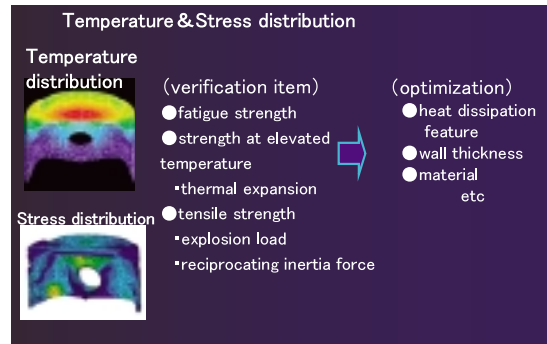 Temperature＆Stress distribution
Temperature
distribution
（verification item）
●fatigue strength
●strength at elevated
temperature
▪thermal expansion
●tensile strength
▪explosion load
▪reciprocating inertia force
（optimization）
●heat dissipation
feature
●wall thickness
●material
etc
Stress distribution